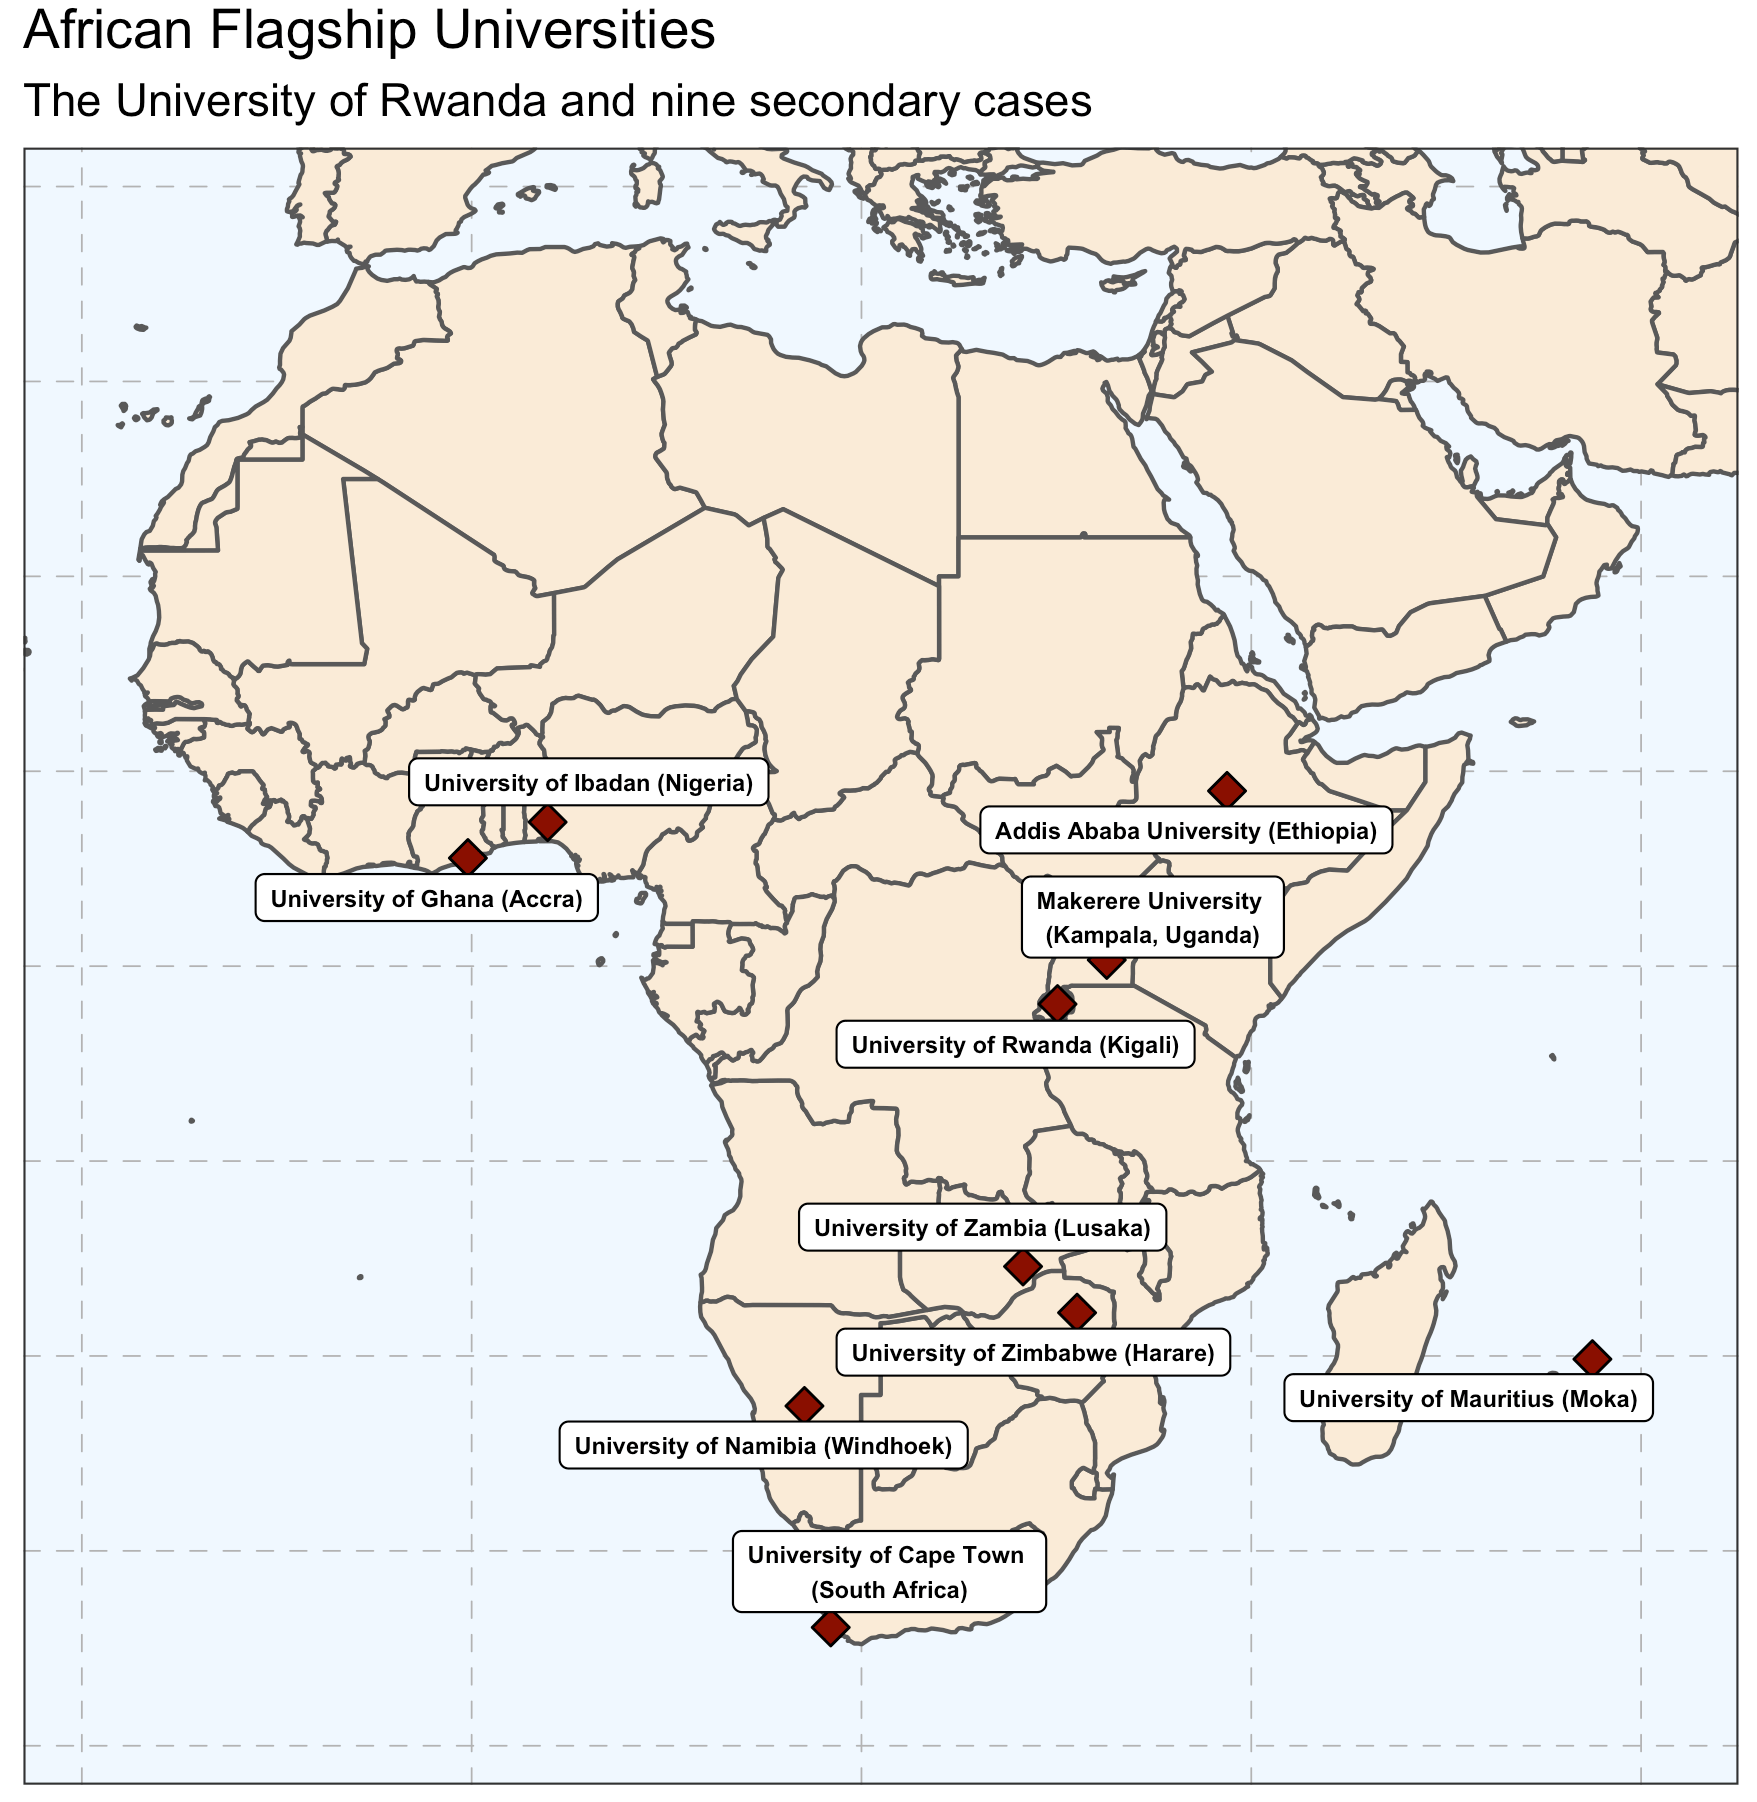 African Flagship Universities
The University of Rwanda and nine secondary cases
University of Ibadan (Nigeria)
Addis Ababa University (Ethiopia)
University of Ghana (Accra)
Makerere University
(Kampala, Uganda)
University of Rwanda (Kigali)
University of Zambia (Lusaka)
University of Zimbabwe (Harare)
University of Mauritius (Moka)
University of Namibia (Windhoek)
University of Cape Town
(South Africa)